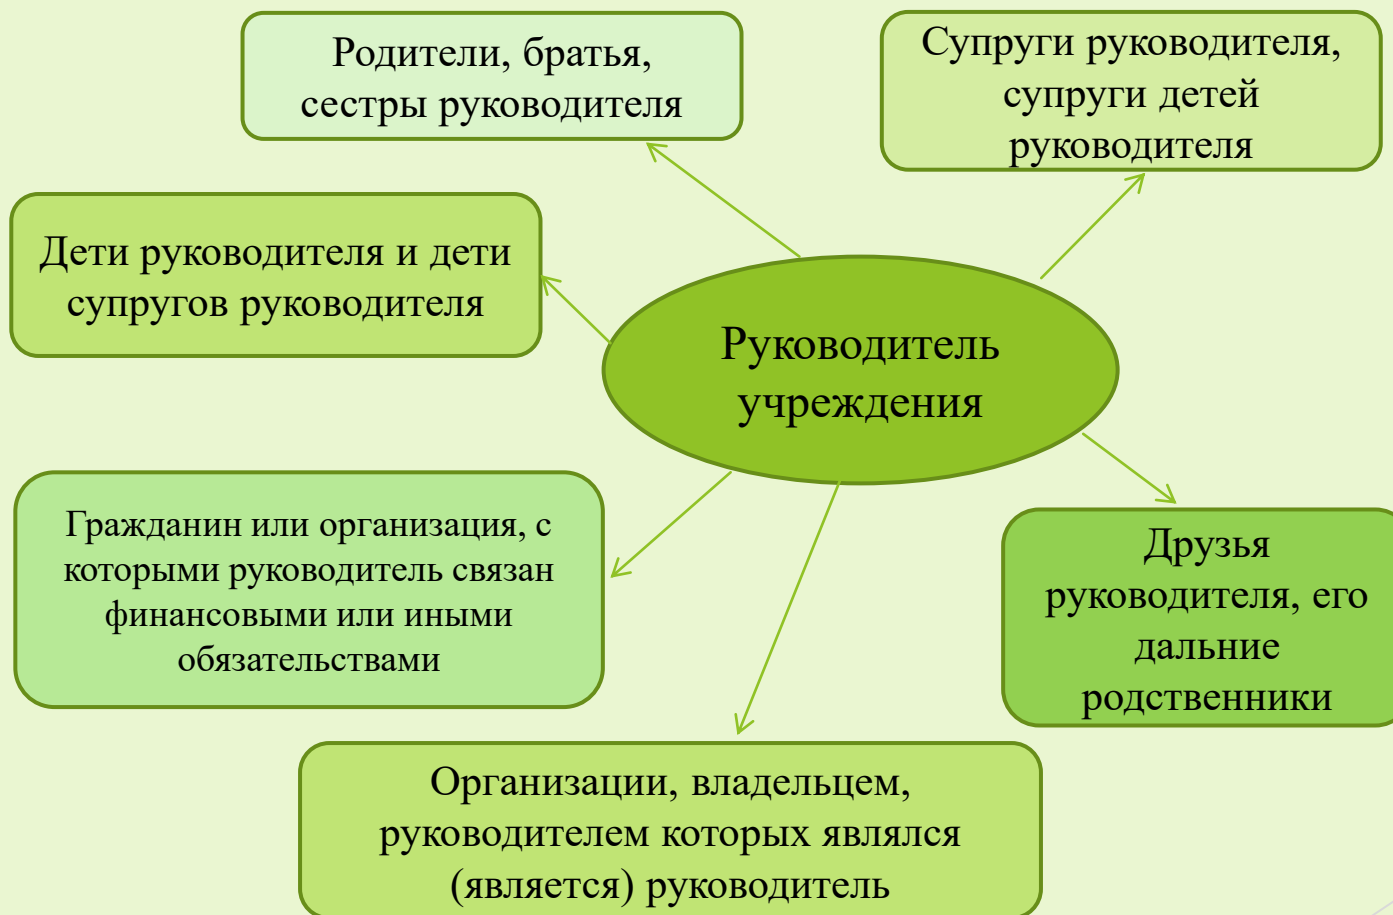 Родители, братья,
сестры руководителя
Супруги руководителя,
супруги детей
руководителя
Дети руководителя и дети
супругов руководителя
Руководитель
учреждения
Гражданин или организация, с
которыми руководитель связан
финансовыми или иными
обязательствами
Друзья
руководителя, его
дальние
родственники
Организации, владельцем,
руководителем которых являлся
(является) руководитель